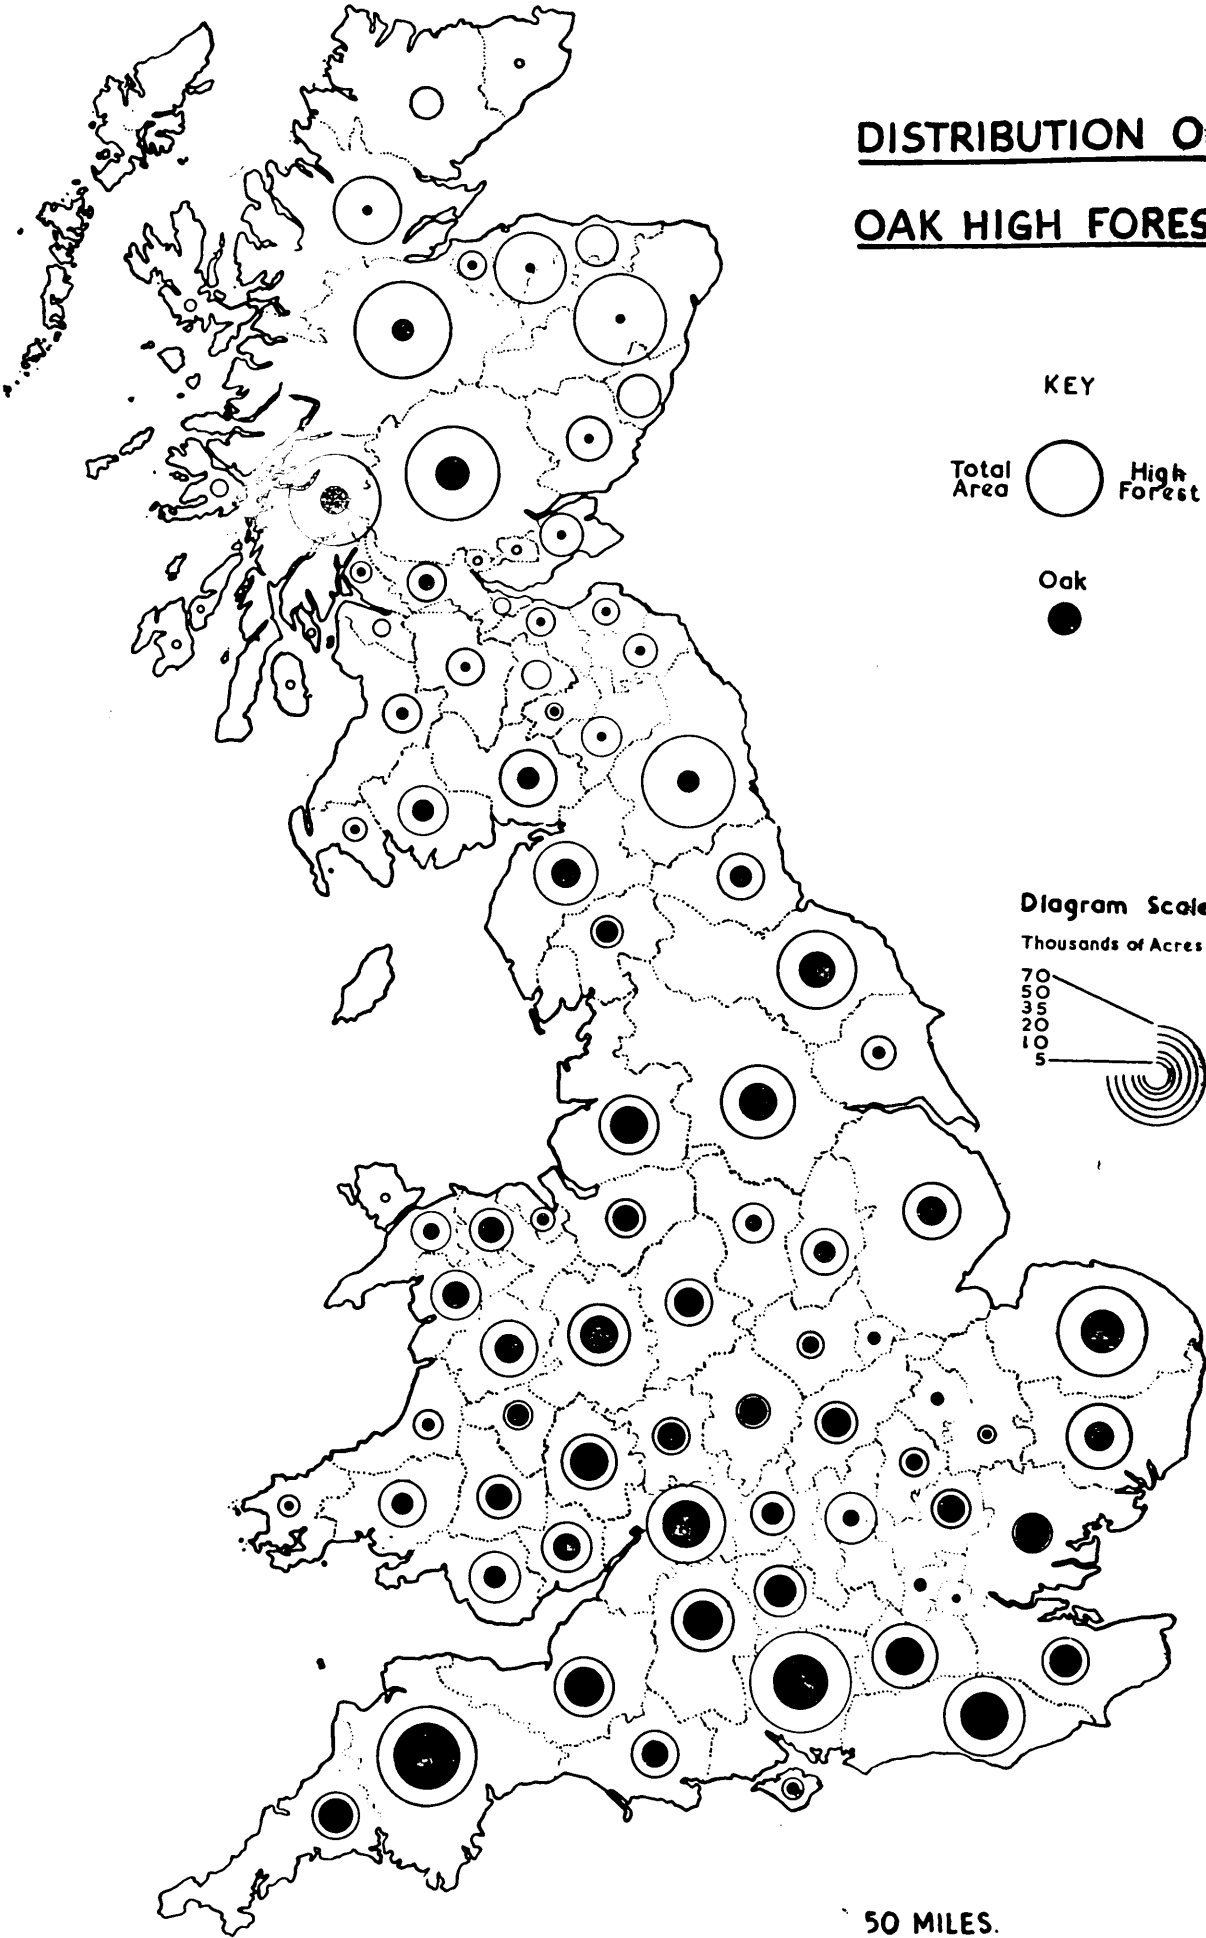 DISTRIBUTION O
OAK HIGH FORES
KEY
Total Area
High Forest
Oak
Diagram Scale
Thousands of Acres
70
50
35
20
10
5
50 MILES.